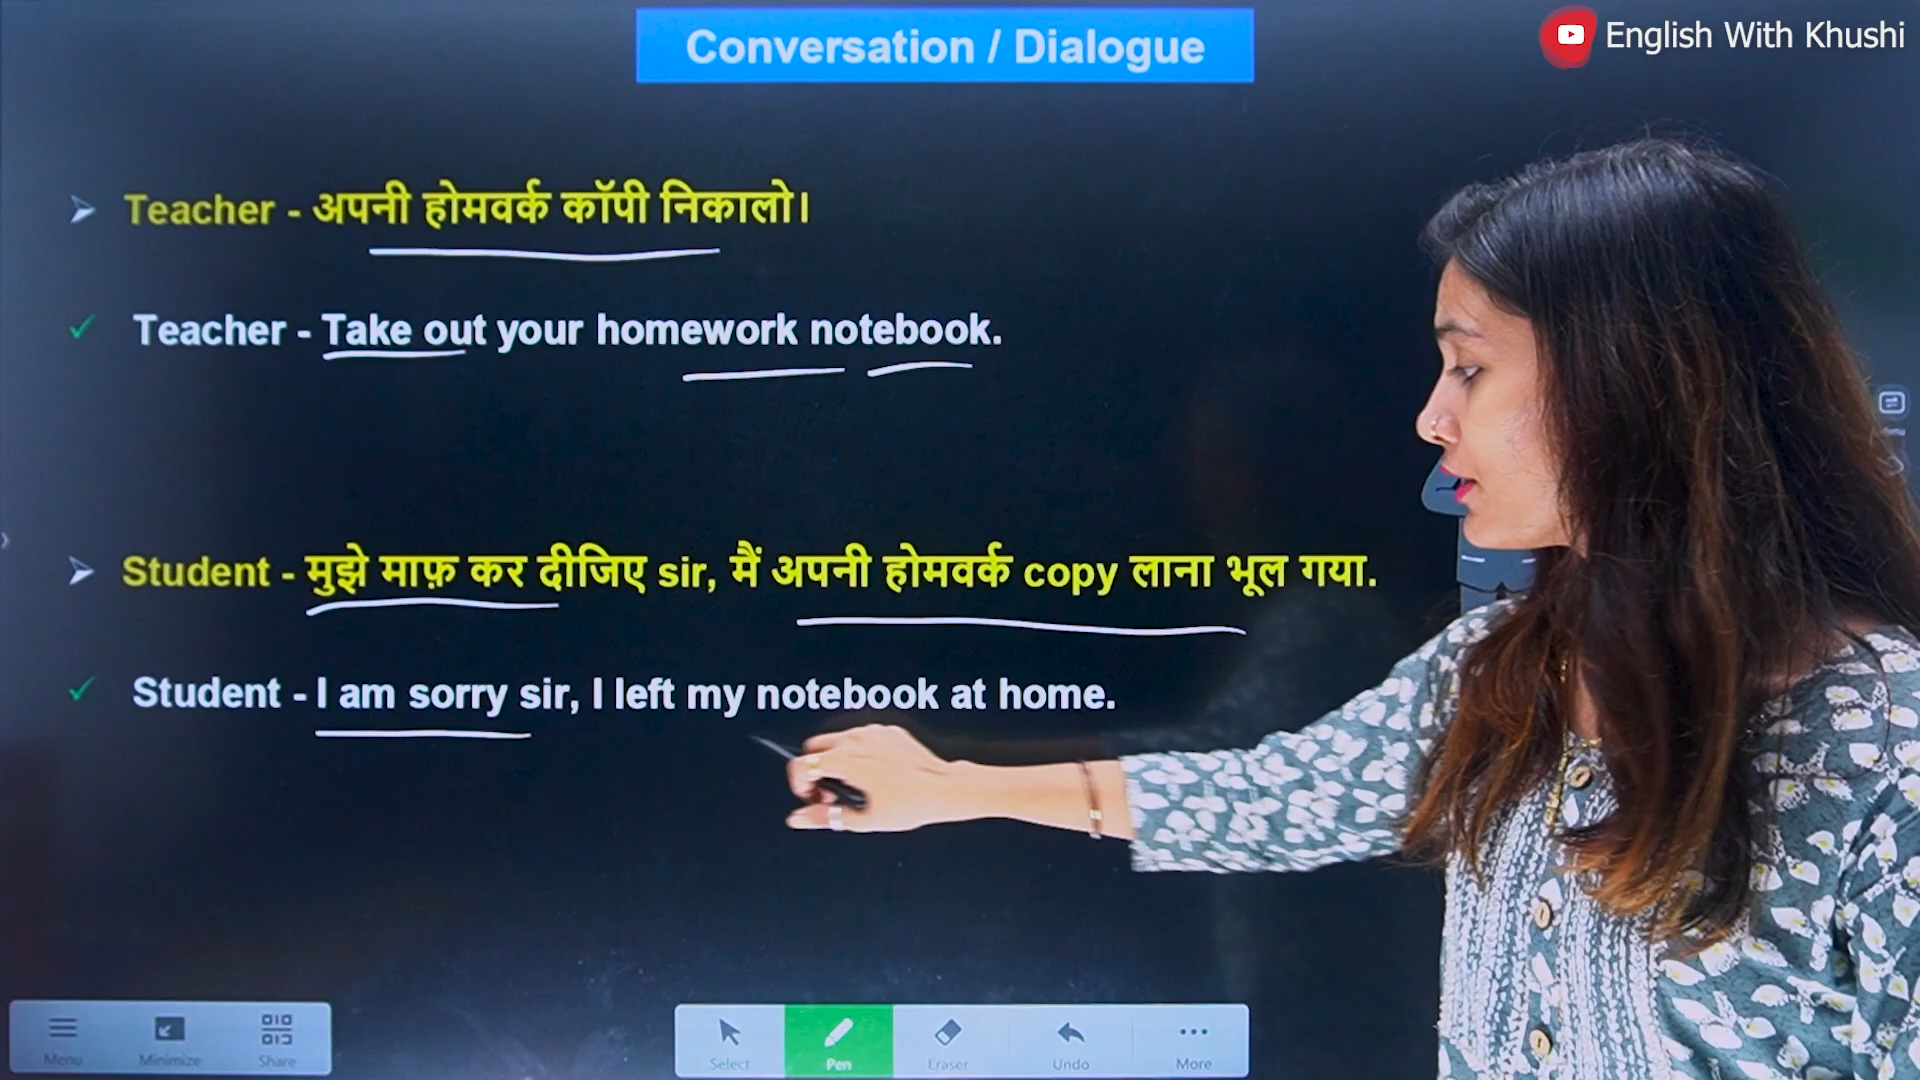 Conversation / Dialogue
English With Khushi
Teacher - अपनी होमवर्क कॉपी निकालो।
Teacher - Take out your homework notebook.
Student - मुझे माफ़ कर दीजिए sir, मैं अपनी होमवर्क copy लाना भूल गया.
Student - I am sorry sir, I left my notebook at home.
Menu Minimize Share Select Pen Eraser Undo More